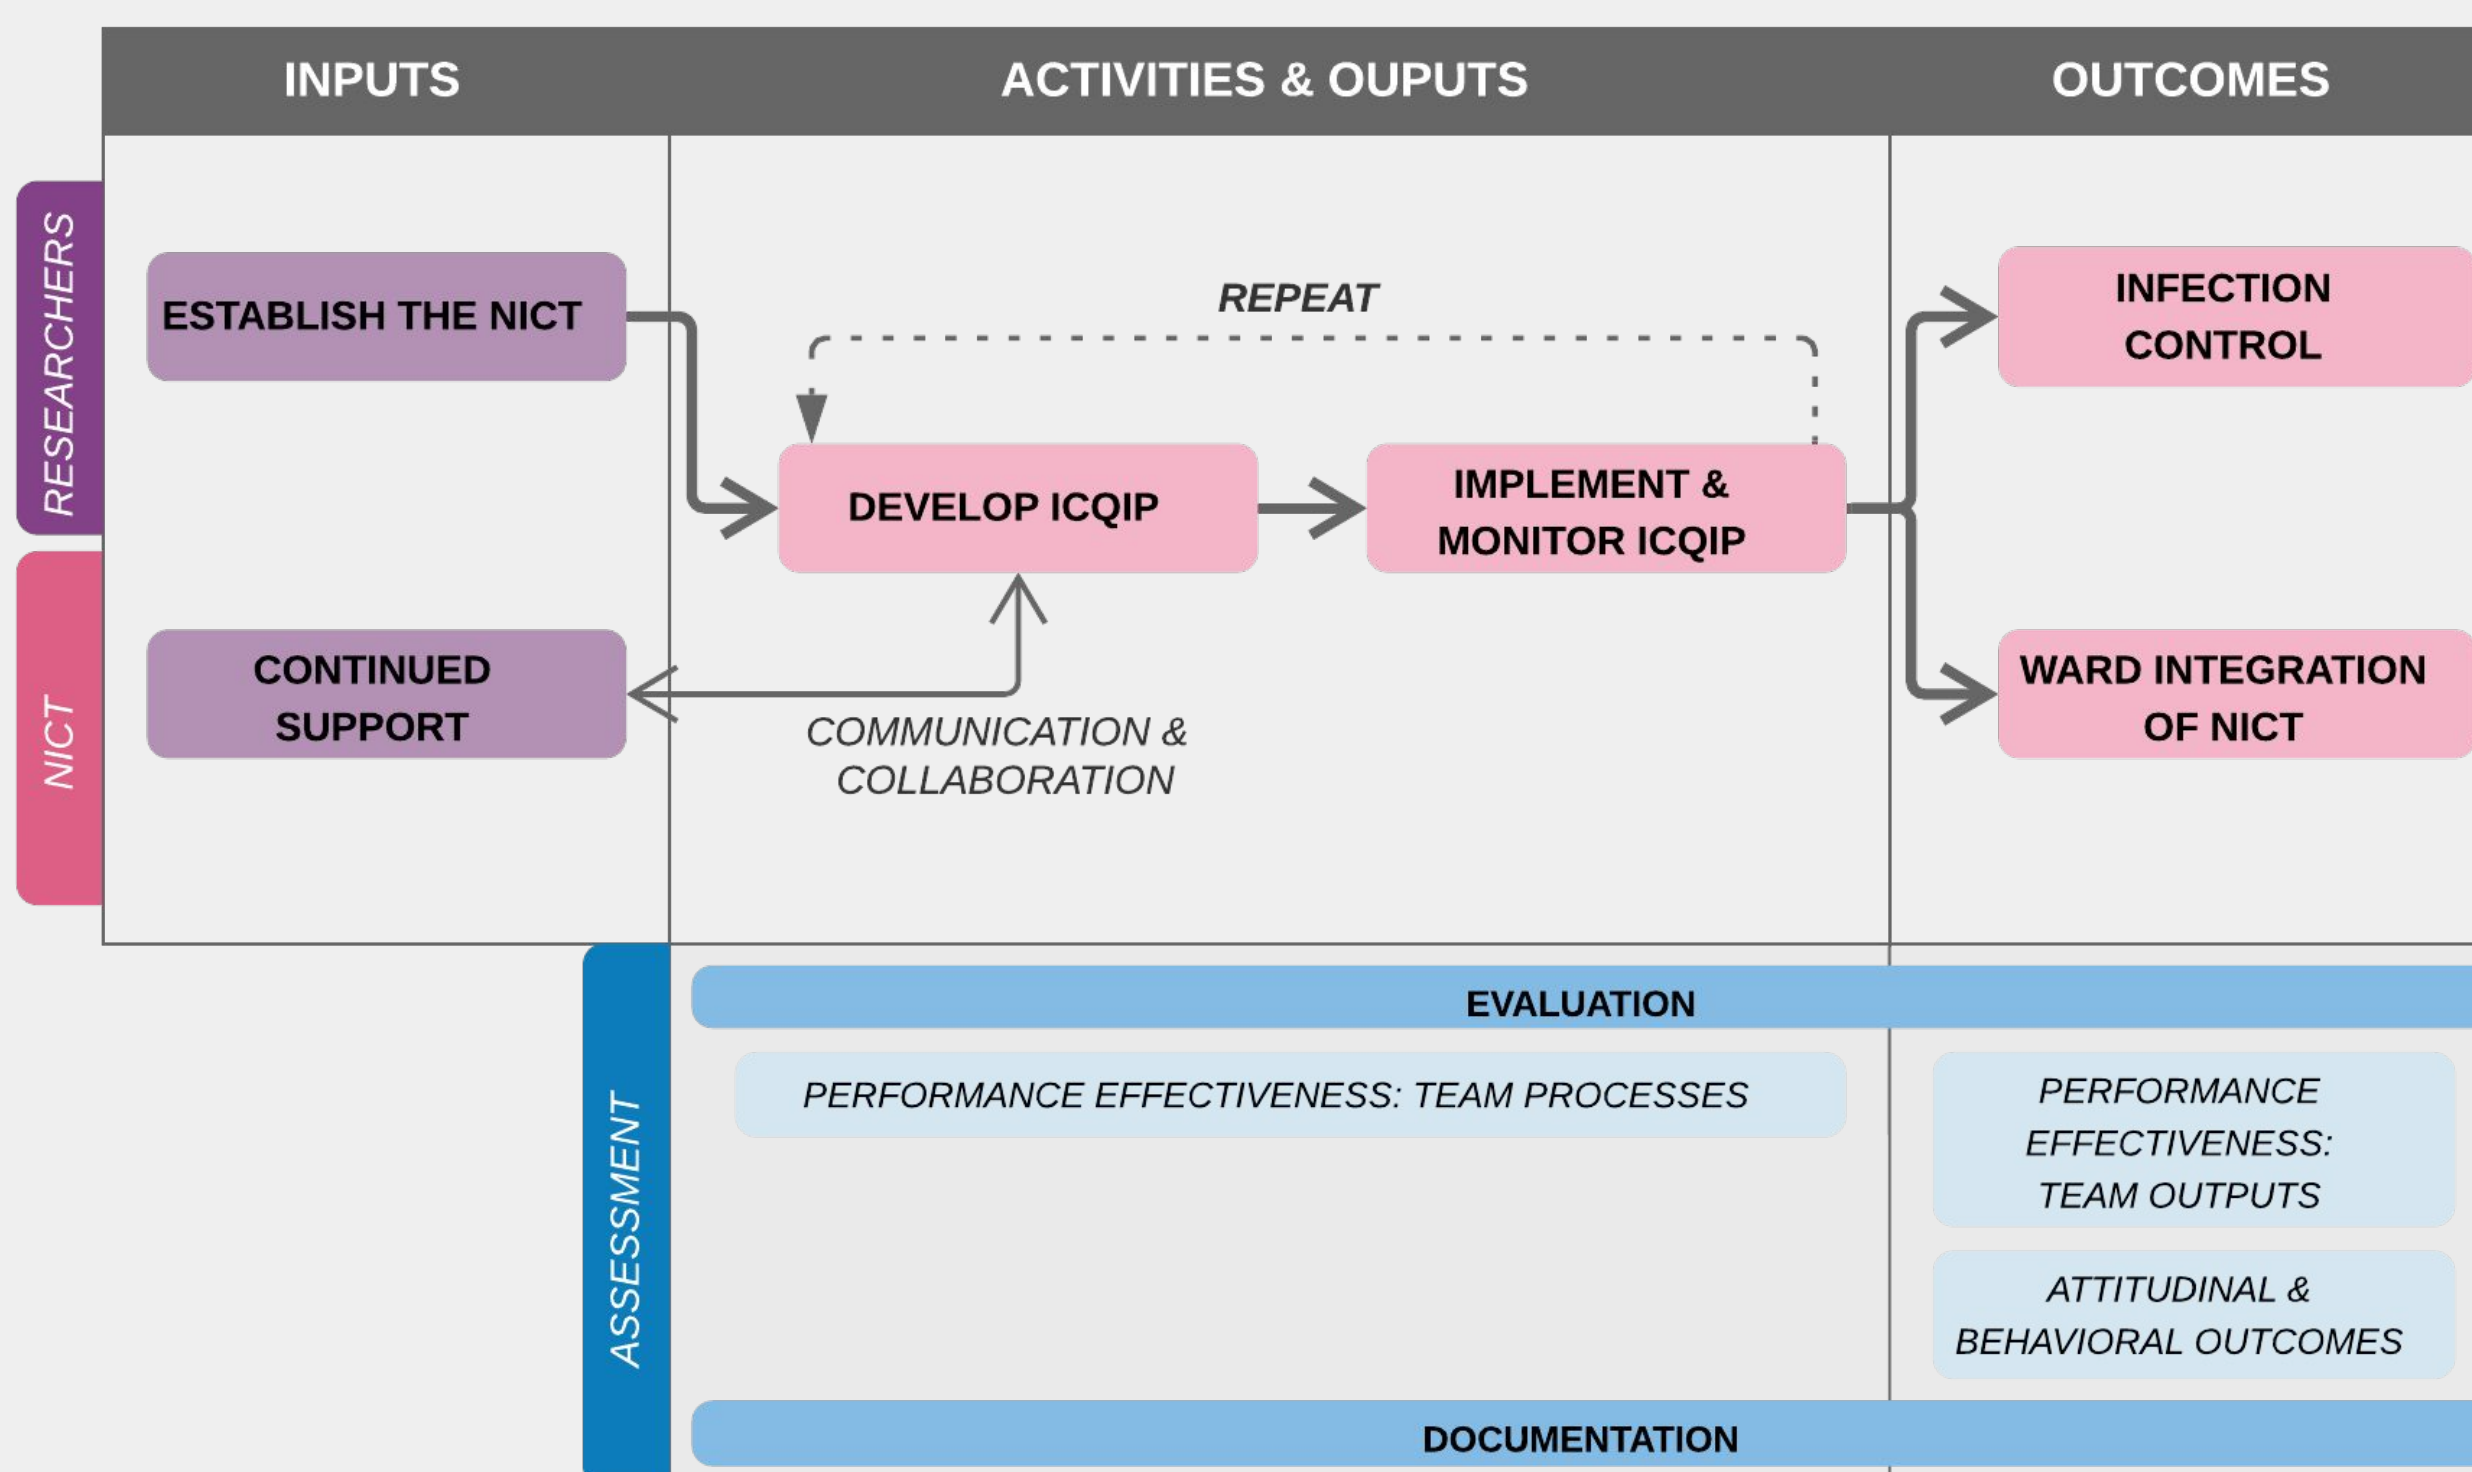 INPUTS
ACTIVITIES & OUPUTS
OUTCOMES
RESEARCHERS
NICT
ESTABLISH THE NICT
CONTINUED
SUPPORT
REPEAT
DEVELOP ICQIP
IMPLEMENT &
MONITOR ICQIP
COMMUNICATION &
COLLABORATION
INFECTION
CONTROL
WARD INTEGRATION
OF NICT
ASSESSMENT
EVALUATION
PERFORMANCE EFFECTIVENESS: TEAM PROCESSES
PERFORMANCE
EFFECTIVENESS:
TEAM OUTPUTS
ATTITUDINAL &
BEHAVIORAL OUTCOMES
DOCUMENTATION